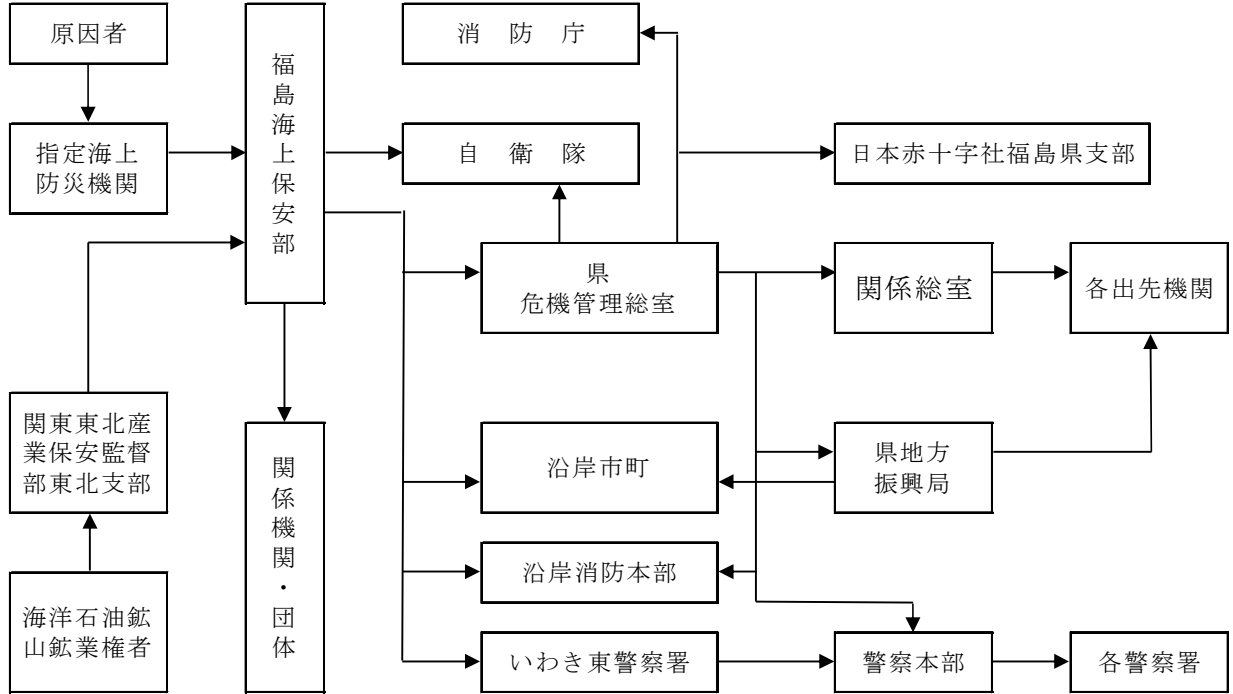 原因者
消防庁
福島海上保安部
指定海上
防災機関
自衛隊
日本赤十字社福島県支部
県
危機管理総室
関係総室
各出先機関
関東東北産
業保安監督
部東北支部
関係機関・団体
沿岸市町
県地方
振興局
沿岸消防本部
海洋石油鉱
山鉱業権者
いわき東警察署
警察本部
各警察署